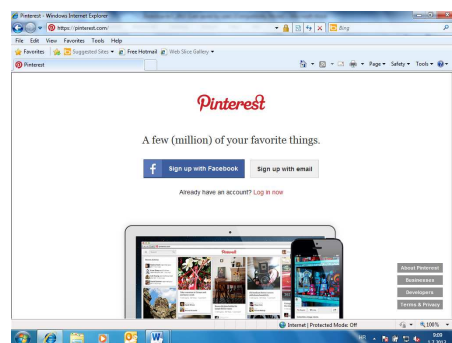 Pinterest - Windows Internet Explorer
https://pinterest.com/
Bing
File Edit View Favorites Tools Help
Favorites Suggested Sites Free Hotmail Web Slice Gallery
Pinterest
Page Safety Tools
Pinterest
A few (million) of your favorite things.
f Sign up with Facebook Sign up with email
Already have an account? Log in now
Pinterest
About Pinterest
Businesses
Developers
Terms & Privacy
Internet | Protected Mode: Off 100%
9:09